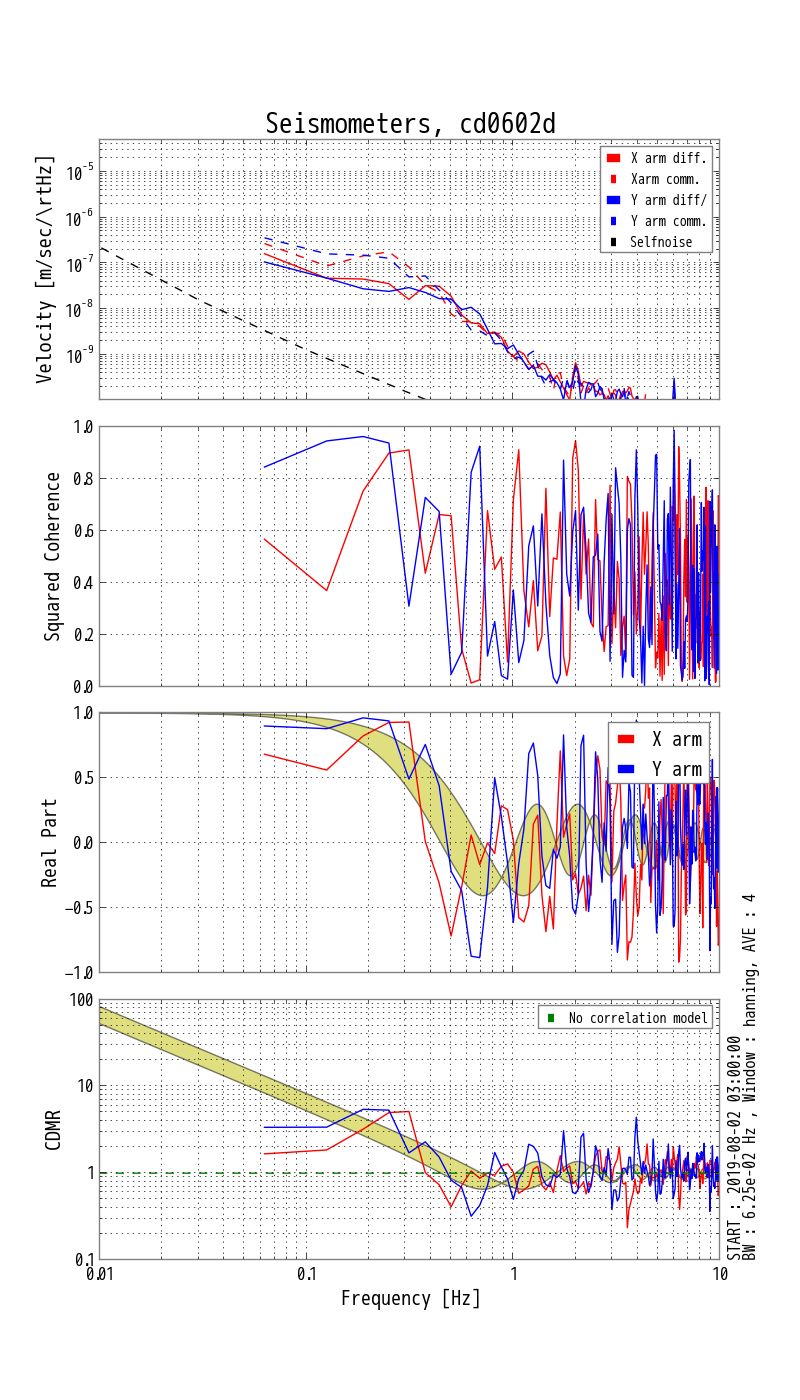 Seismometers, cd0602d
Velocity [m/sec/\rtHz]
10^-5
10^-6
10^-7
10^-8
10^-9
X arm diff.
Xarm comm.
Y arm diff/
Y arm comm.
Selfnoise
Squared Coherence
1.0
0.8
0.6
0.4
0.2
0.0
Real Part
1.0
0.5
0.0
−0.5
−1.0
X arm
Y arm
CDMR
100
10
1
0.1
No correlation model
0.01
0.1
1
10
Frequency [Hz]
START : 2019-08-02 03:00:00
BW : 6.25e-02 Hz , Window : hanning, AVE : 4